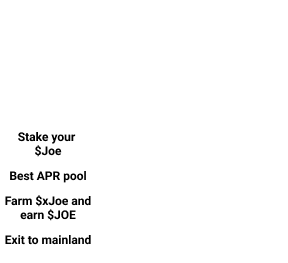 Stake your
$Joe
Best APR pool
Farm $xJoe and
earn $JOE
Exit to mainland